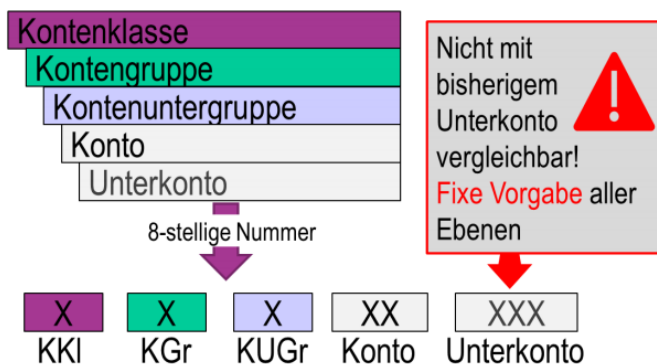 Kontenklasse
Kontengruppe
Kontenuntergruppe
Konto
Unterkonto
8-stellige Nummer
Nicht mit
bisherigem
Unterkonto
vergleichbar!
Fixe Vorgabe aller
Ebenen
X X X XX XXX
KKl KGr KUGr Konto Unterkonto